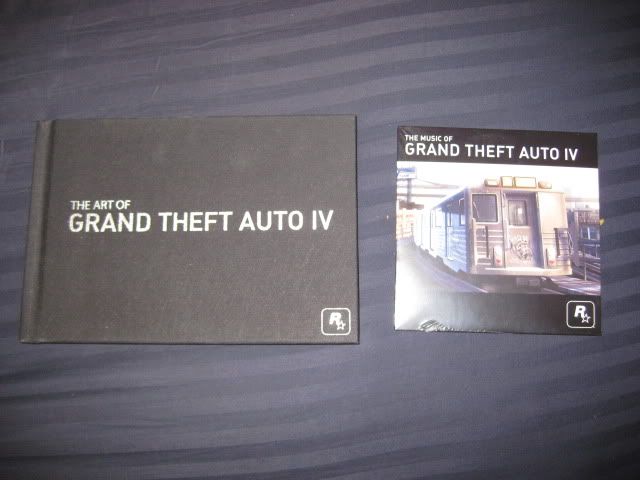 THE ART OF
GRAND THEFT AUTO IV
R
THE MUSIC OF
GRAND THEFT AUTO IV
R